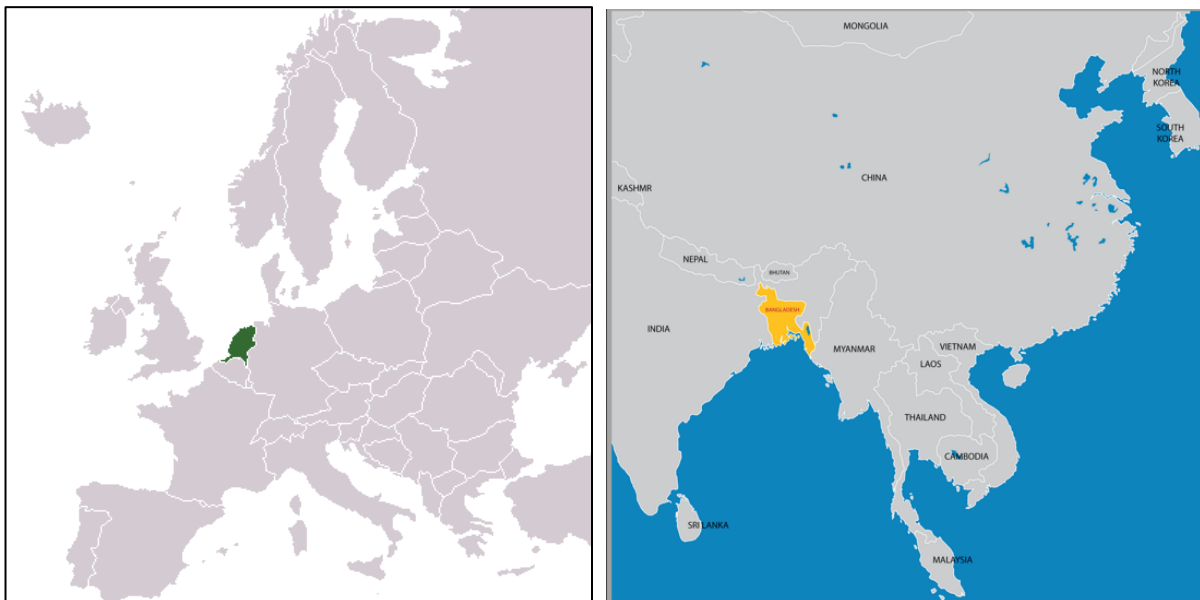 MONGOLIA
NORTH
KOREA
SOUTH
KOREA
CHINA
KASHMR
NEPAL
BHUTAN
BANGLADESH
INDIA
MYANMAR
VIETNAM
LAOS
THAILAND
CAMBODIA
SRI LANKA
MALAYSIA